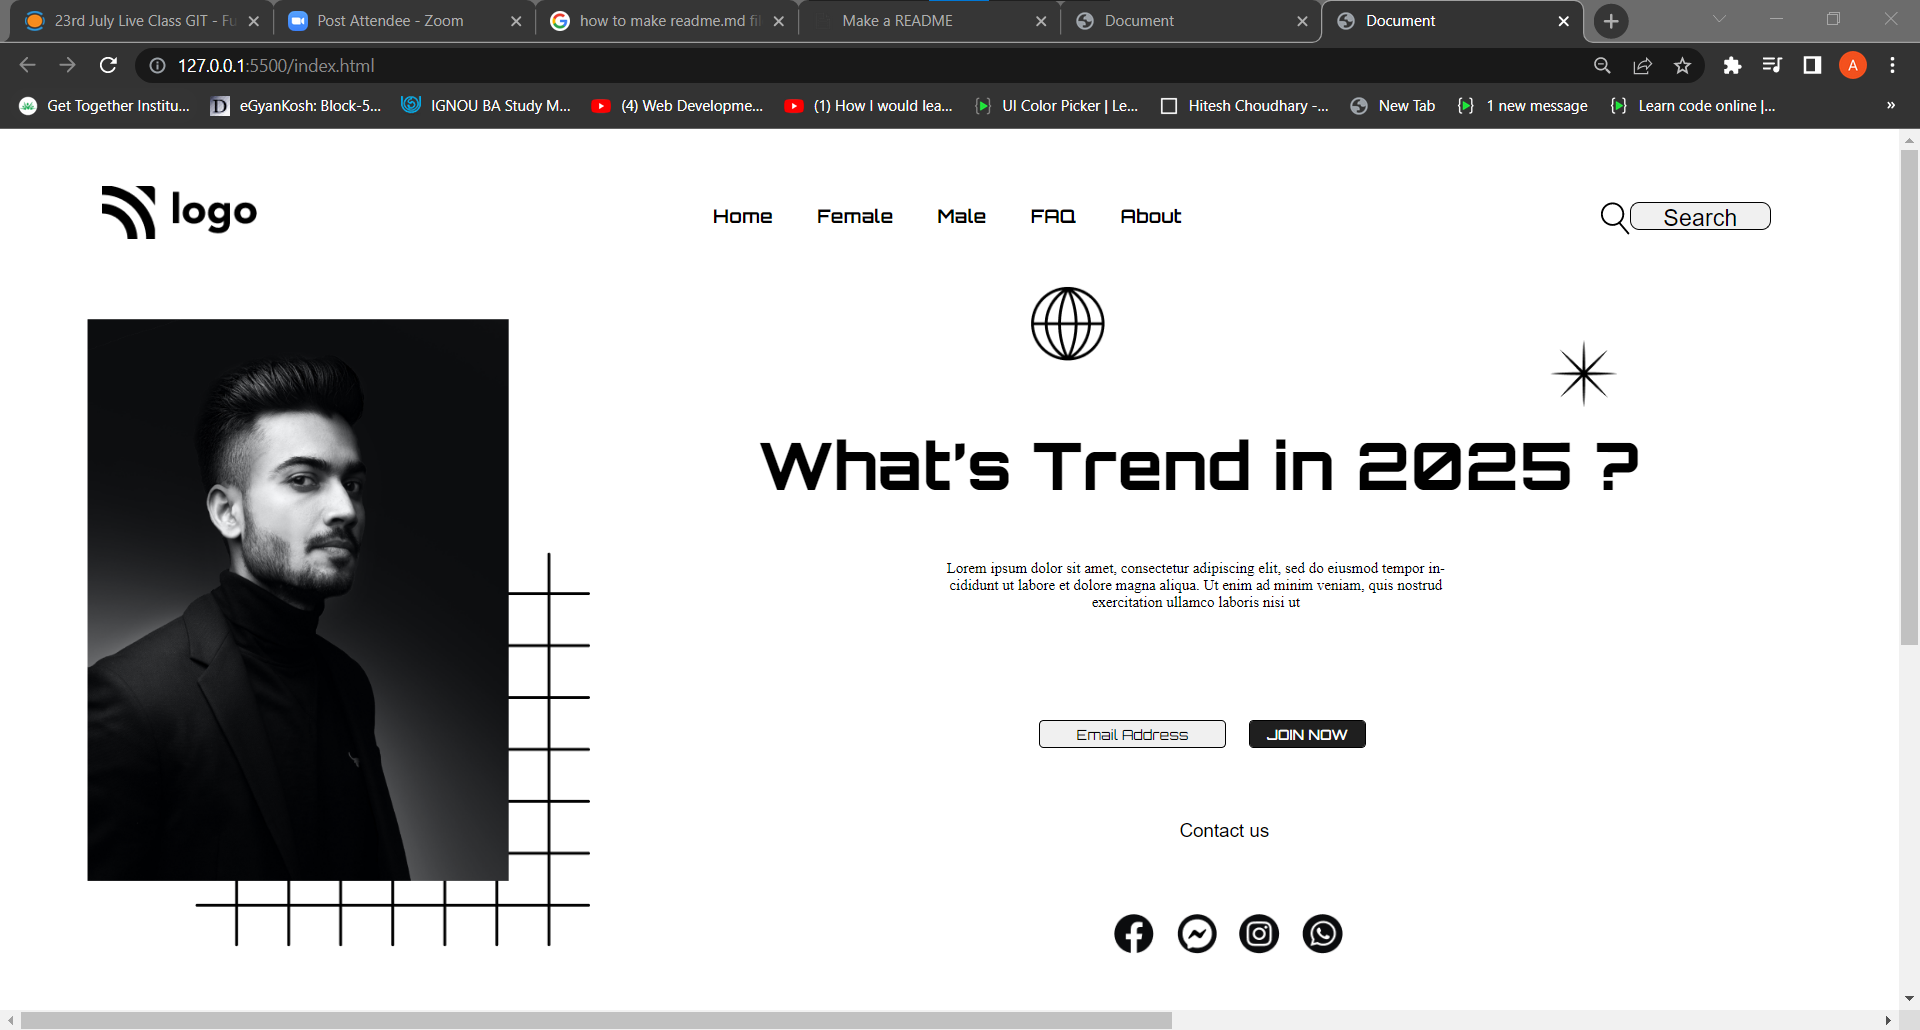 23rd July Live Class GIT - Fu
Post Attendee - Zoom
how to make readme.md fil
Make a README
Document
Document
127.0.0.1:5500/index.html
A
Get Together Institu...
eGyanKosh: Block-5...
IGNOU BA Study M...
(4) Web Developme...
(1) How I would lea...
UI Color Picker | Le...
Hitesh Choudhary -...
New Tab
1 new message
Learn code online |...
»
logo
Home
Female
Male
FAQ
About
Search
What's Trend in 2025 ?
Lorem ipsum dolor sit amet, consectetur adipiscing elit, sed do eiusmod tempor in-
cididunt ut labore et dolore magna aliqua. Ut enim ad minim veniam, quis nostrud
exercitation ullamco laboris nisi ut
Email Address
JOIN NOW
Contact us